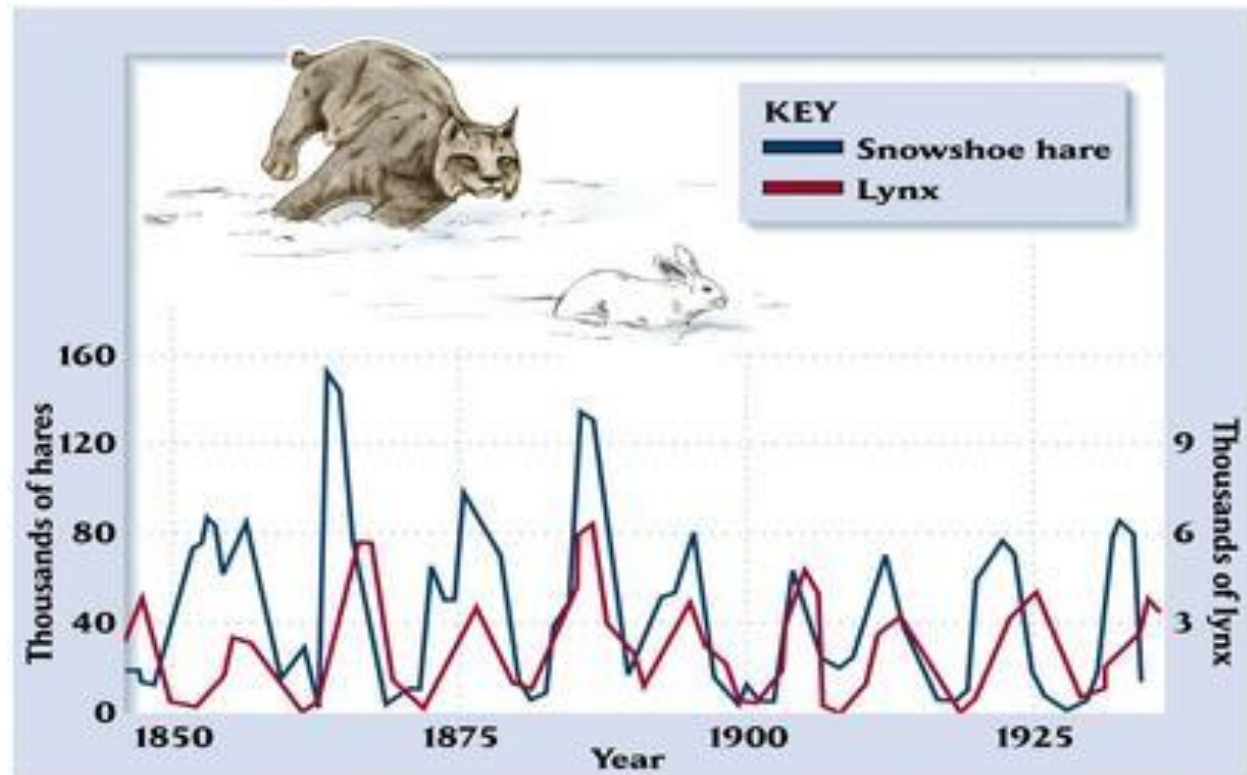 KEY
Snowshoe hare
Lynx
160
120
80
40
0
Thousands of hares
9
6
3
Thousands of lynx
1850
1875
1900
1925
Year